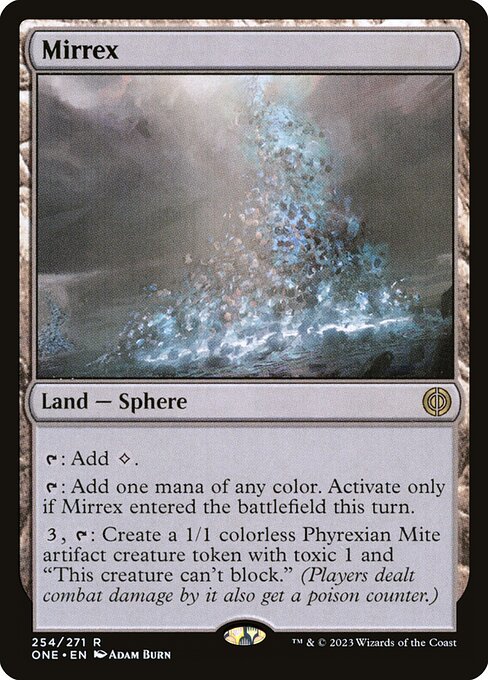 Mirrex
Land — Sphere
: Add .
: Add one mana of any color. Activate only
if Mirrex entered the battlefield this turn.
3, : Create a 1/1 colorless Phyrexian Mite
artifact creature token with toxic 1 and
“This creature can't block.” (Players dealt
combat damage by it also get a poison counter.)
254/271 R
ONE • EN Adam Burn
™ & © 2023 Wizards of the Coast